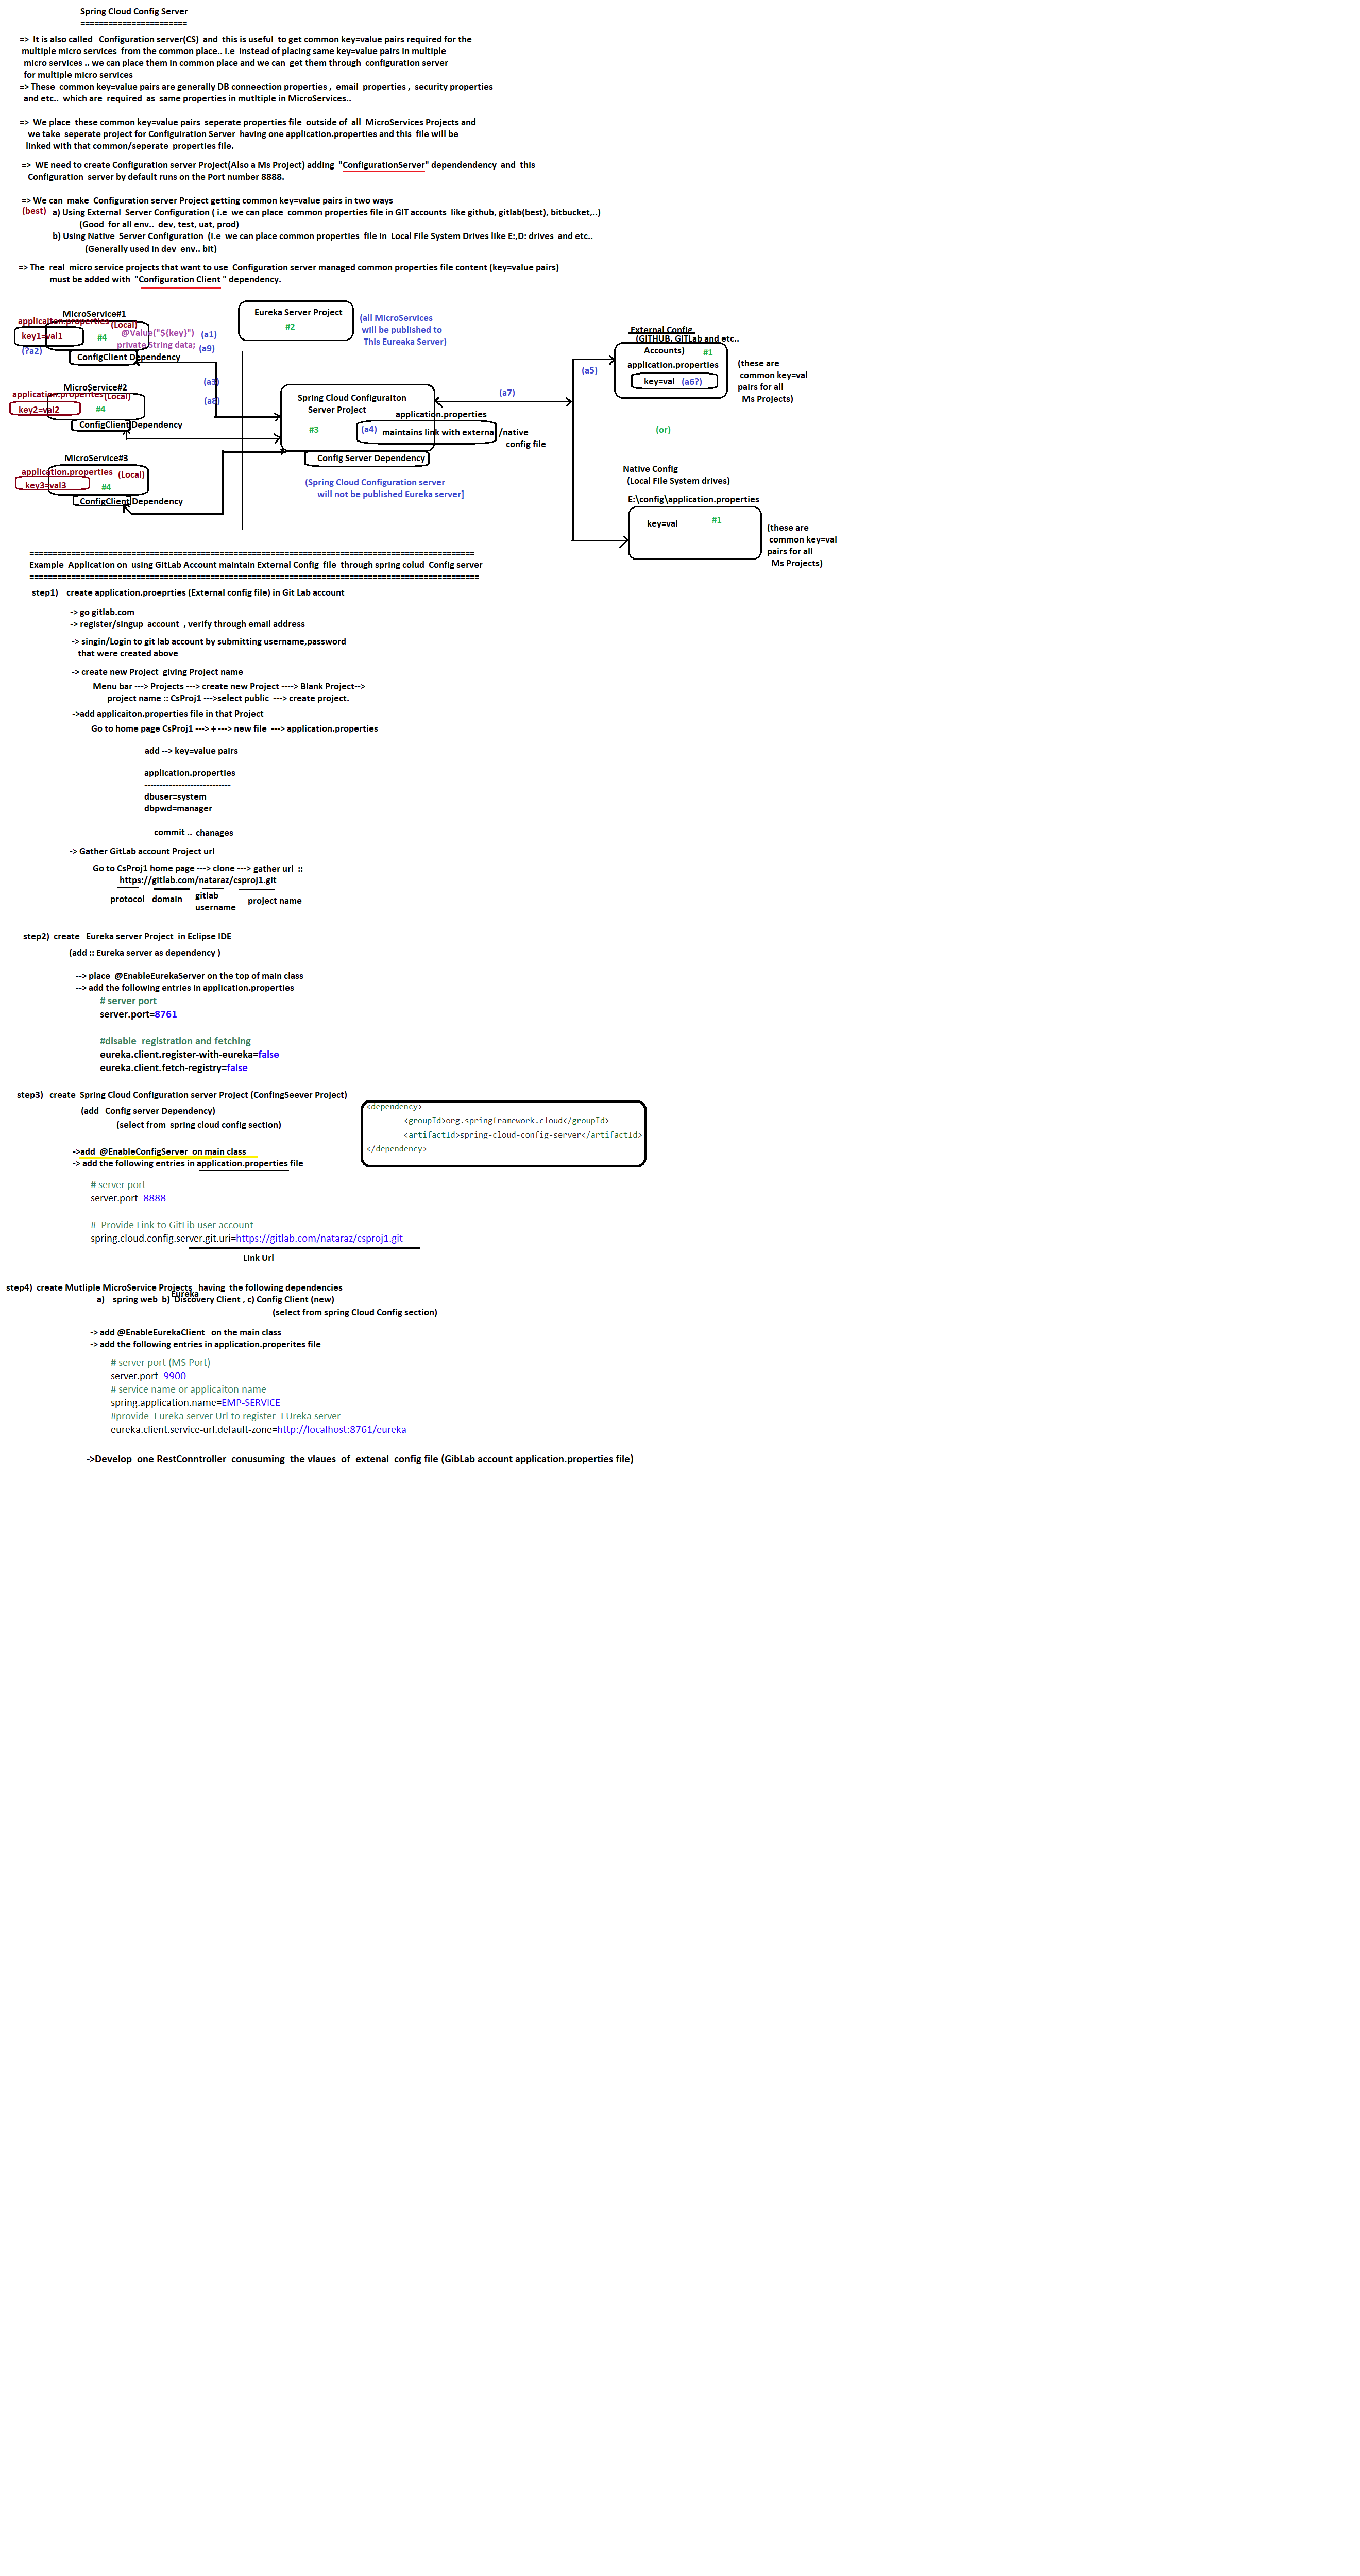 Spring Cloud Config Server
=======================
=> It is also called Configuration server(CS) and this is useful to get common key=value pairs required for the
multiple micro services from the common place.. i.e instead of placing same key=value pairs in multiple
micro services .. we can place them in common place and we can get them through configuration server
for multiple micro services
=> These common key=value pairs are generally DB conneection properties , email properties , security properties
and etc.. which are required as same properties in mutltiple in MicroServices..
=> We place these common key=value pairs seperate properties file outside of all MicroServices Projects and
we take seperate project for Configuiration Server having one application.properties and this file will be
linked with that common/seperate properties file.
=> WE need to create Configuration server Project(Also a Ms Project) adding "ConfigurationServer" dependendency and this
Configuration server by default runs on the Port number 8888.
=> We can make Configuration server Project getting common key=value pairs in two ways
(best) a) Using External Server Configuration ( i.e we can place common properties file in GIT accounts like github, gitlab(best), bitbucket,..)
(Good for all env.. dev, test, uat, prod)
b) Using Native Server Configuration (i.e we can place common properties file in Local File System Drives like E:,D: drives and etc..
(Generally used in dev env.. bit)
=> The real micro service projects that want to use Configuration server managed common properties file content (key=value pairs)
must be added with "Configuration Client " dependency.
MicroService#1
applicaiton.properties (Local)
key1=val1 #4
@Value("${key}") (a1)
private String data; (a9)
(?a2)
ConfigClient Dependency
(a3)
(a8)
MicroService#2
application.properites(Local)
key2=val2 #4
ConfigClient Dependency
MicroService#3
application.properties (Local)
key3=val3 #4
ConfigClient Dependency
Eureka Server Project
#2
(all MicroServices
will be published to
This Eureaka Server)
Spring Cloud Configuraiton
Server Project
#3
application.properties
(a4) maintains link with external /native
config file
Config Server Dependency
(Spring Cloud Configuration server
will not be published Eureka server]
(a7)
(a5)
External Config
(GITHUB, GITLab and etc..
Accounts) #1
application.properties
key=val (a6?)
(these are
common key=val
pairs for all
Ms Projects)
(or)
Native Config
(Local File System drives)
E:\config\application.properties
key=val #1
(these are
common key=val
pairs for all
Ms Projects)
================================================================================================
Example Application on using GitLab Account maintain External Config file through spring colud Config server
=================================================================================================
step1) create application.proeprties (External config file) in Git Lab account
-> go gitlab.com
-> register/singup account , verify through email address
-> singin/Login to git lab account by submitting username,password
that were created above
-> create new Project giving Project name
Menu bar ---> Projects ---> create new Project ----> Blank Project-->
project name :: CsProj1 --->select public ---> create project.
->add applicaiton.properties file in that Project
Go to home page CsProj1 ---> + ---> new file ---> application.properties
add --> key=value pairs
application.properties
----------------------------
dbuser=system
dbpwd=manager
commit .. chanages
-> Gather GitLab account Project url
Go to CsProj1 home page ---> clone ---> gather url ::
https://gitlab.com/nataraz/csproj1.git
protocol domain gitlab username project name
step2) create Eureka server Project in Eclipse IDE
(add :: Eureka server as dependency )
--> place @EnableEurekaServer on the top of main class
--> add the following entries in application.properties
# server port
server.port=8761
#disable registration and fetching
eureka.client.register-with-eureka=false
eureka.client.fetch-registry=false
step3) create Spring Cloud Configuration server Project (ConfingSeever Project)
(add Config server Dependency)
(select from spring cloud config section)
<dependency>
<groupId>org.springframework.cloud</groupId>
<artifactId>spring-cloud-config-server</artifactId>
</dependency>
->add @EnableConfigServer on main class
-> add the following entries in application.properties file
# server port
server.port=8888
# Provide Link to GitLib user account
spring.cloud.config.server.git.uri=https://gitlab.com/nataraz/csproj1.git
Link Url
step4) create Mutliple MicroService Projects having the following dependencies
Eureka
a) spring web b) Discovery Client , c) Config Client (new)
(select from spring Cloud Config section)
-> add @EnableEurekaClient on the main class
-> add the following entries in application.properites file
# server port (MS Port)
server.port=9900
# service name or applicaiton name
spring.application.name=EMP-SERVICE
#provide Eureka server Url to register EUreka server
eureka.client.service-url.default-zone=http://localhost:8761/eureka
->Develop one RestConntroller conusuming the vlaues of extenal config file (GibLab account application.properties file)